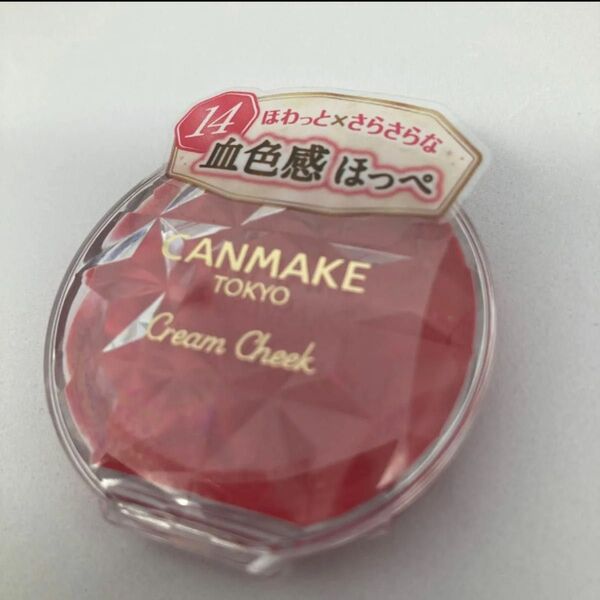 14 ほわっと×さらさらな
血色感 ほっぺ
CANMAKE
TOKYO
Cream Cheek